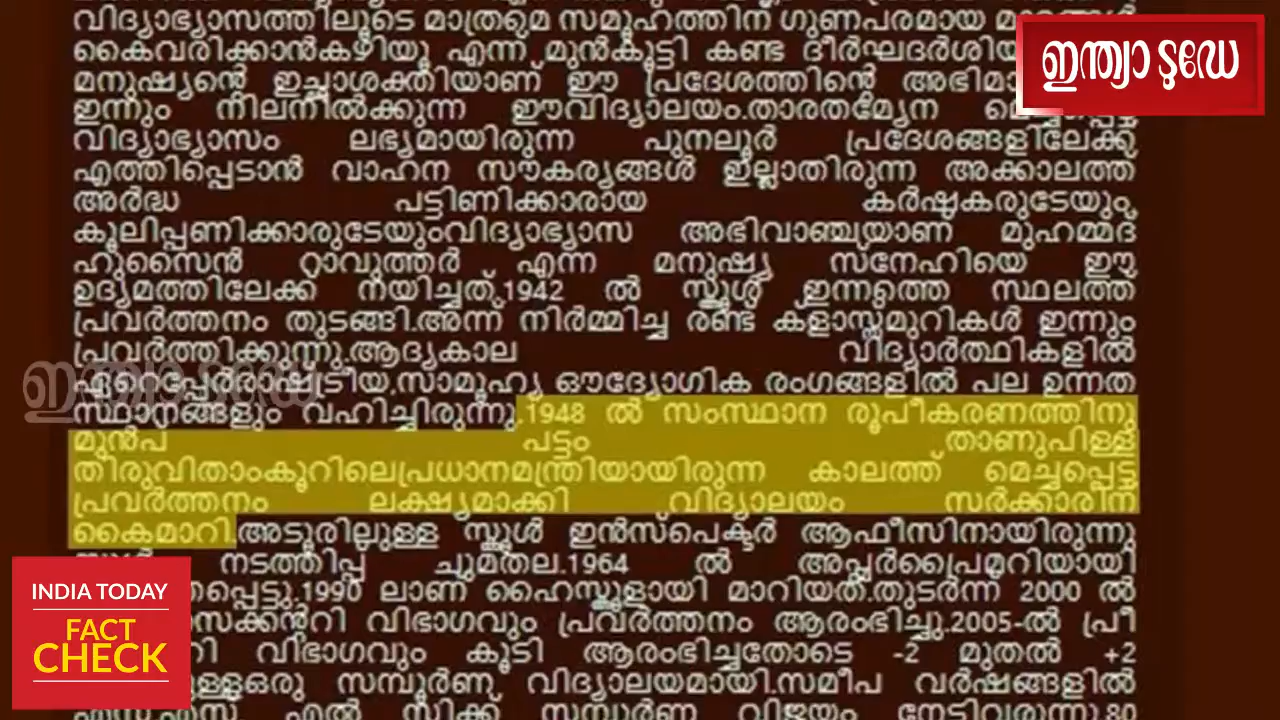 വിദ്യാഭ്യാസത്തിലൂടെ മാത്രമെ സമൂഹത്തിന് ഗുണപരമായ
കൈവരിക്കാൻകഴിയൂ എന്ന് മുൻകൂട്ടി കണ്ട
മനുഷ്യന്റെ ഇച്ഛാശക്തിയാണ് ഈ പ്രദേശത്തിന്റെ
ഇന്നും നിലനിൽക്കുന്ന ഈവിദ്യാലയം.താരതമ്യേന
വിദ്യാഭ്യാസം ലഭ്യമായിരുന്ന പുനലൂർ പ്രദേശങ്ങളിലേക്ക്
എത്തിപ്പെടാൻ വാഹന സൗകര്യങ്ങൾ ഇല്ലാതിരുന്ന അക്കാലത്ത്
അർദ്ധ പട്ടിണിക്കാരായ കർഷകരുടേയും,
കൂലിപ്പണിക്കാരുടേയുംവിദ്യാഭ്യാസ അഭിവാഞ്ചയാണ് മുഹമ്മദ്
ഹുസൈൻ റാവുത്തർ എന്ന മനുഷ്യ സ്നേഹിയെ ഈ
ഉദ്യമത്തിലേക്ക് നയിച്ചത്.1942 ൽ സ്കൂൾ ഇന്നത്തെ സ്ഥലത്ത്
പ്രവർത്തനം തുടങ്ങി.അന്ന് നിർമ്മിച്ച രണ്ട് ക്ളാസ്സുമുറികൾ ഇന്നും
പ്രവർത്തിക്കുന്നു.ആദ്യകാല വിദ്യാർത്ഥികളിൽ
ഏറെപ്പേർരാഷ്ട്രീയ,സാമൂഹ്യ ഔദ്യോഗിക രംഗങ്ങളിൽ പല ഉന്നത
സ്ഥാനങ്ങളും വഹിച്ചിരുന്നു.1948 ൽ സംസ്ഥാന രൂപീകരണത്തിനു
മുൻപ് പട്ടം താണുപിള്ള
തിരുവിതാംകൂറിലെപ്രധാനമന്ത്രിയായിരുന്ന കാലത്ത് മെച്ചപ്പെട്ട
പ്രവർത്തനം ലക്ഷ്യമാക്കി വിദ്യാലയം സർക്കാരിന്
കൈമാറി.അടൂരിലുള്ള സ്കൂൾ ഇൻസ്പെക്ടർ ആഫീസിനായിരുന്നു
നടത്തിപ്പു ചുമതല.1964 ൽ അപ്പർപ്രൈമറിയായി
1990 ലാണ് ഹൈസ്കൂളായി മാറിയത്.തുടർന്ന് 2000 ൽ
വിഭാഗവും പ്രവർത്തനം ആരംഭിച്ചു.2005-ൽ പ്രീ
വിഭാഗവും കൂടി ആരംഭിച്ചതോടെ -2 മുതൽ +2
സമ്പൂർണ്ണ വിദ്യാലയമായി.സമീപ വർഷങ്ങളിൽ
ഇന്ത്യാ ടുഡേ
ഇന്ത്യാ ടുഡേ
INDIA TODAY
FACT
CHECK